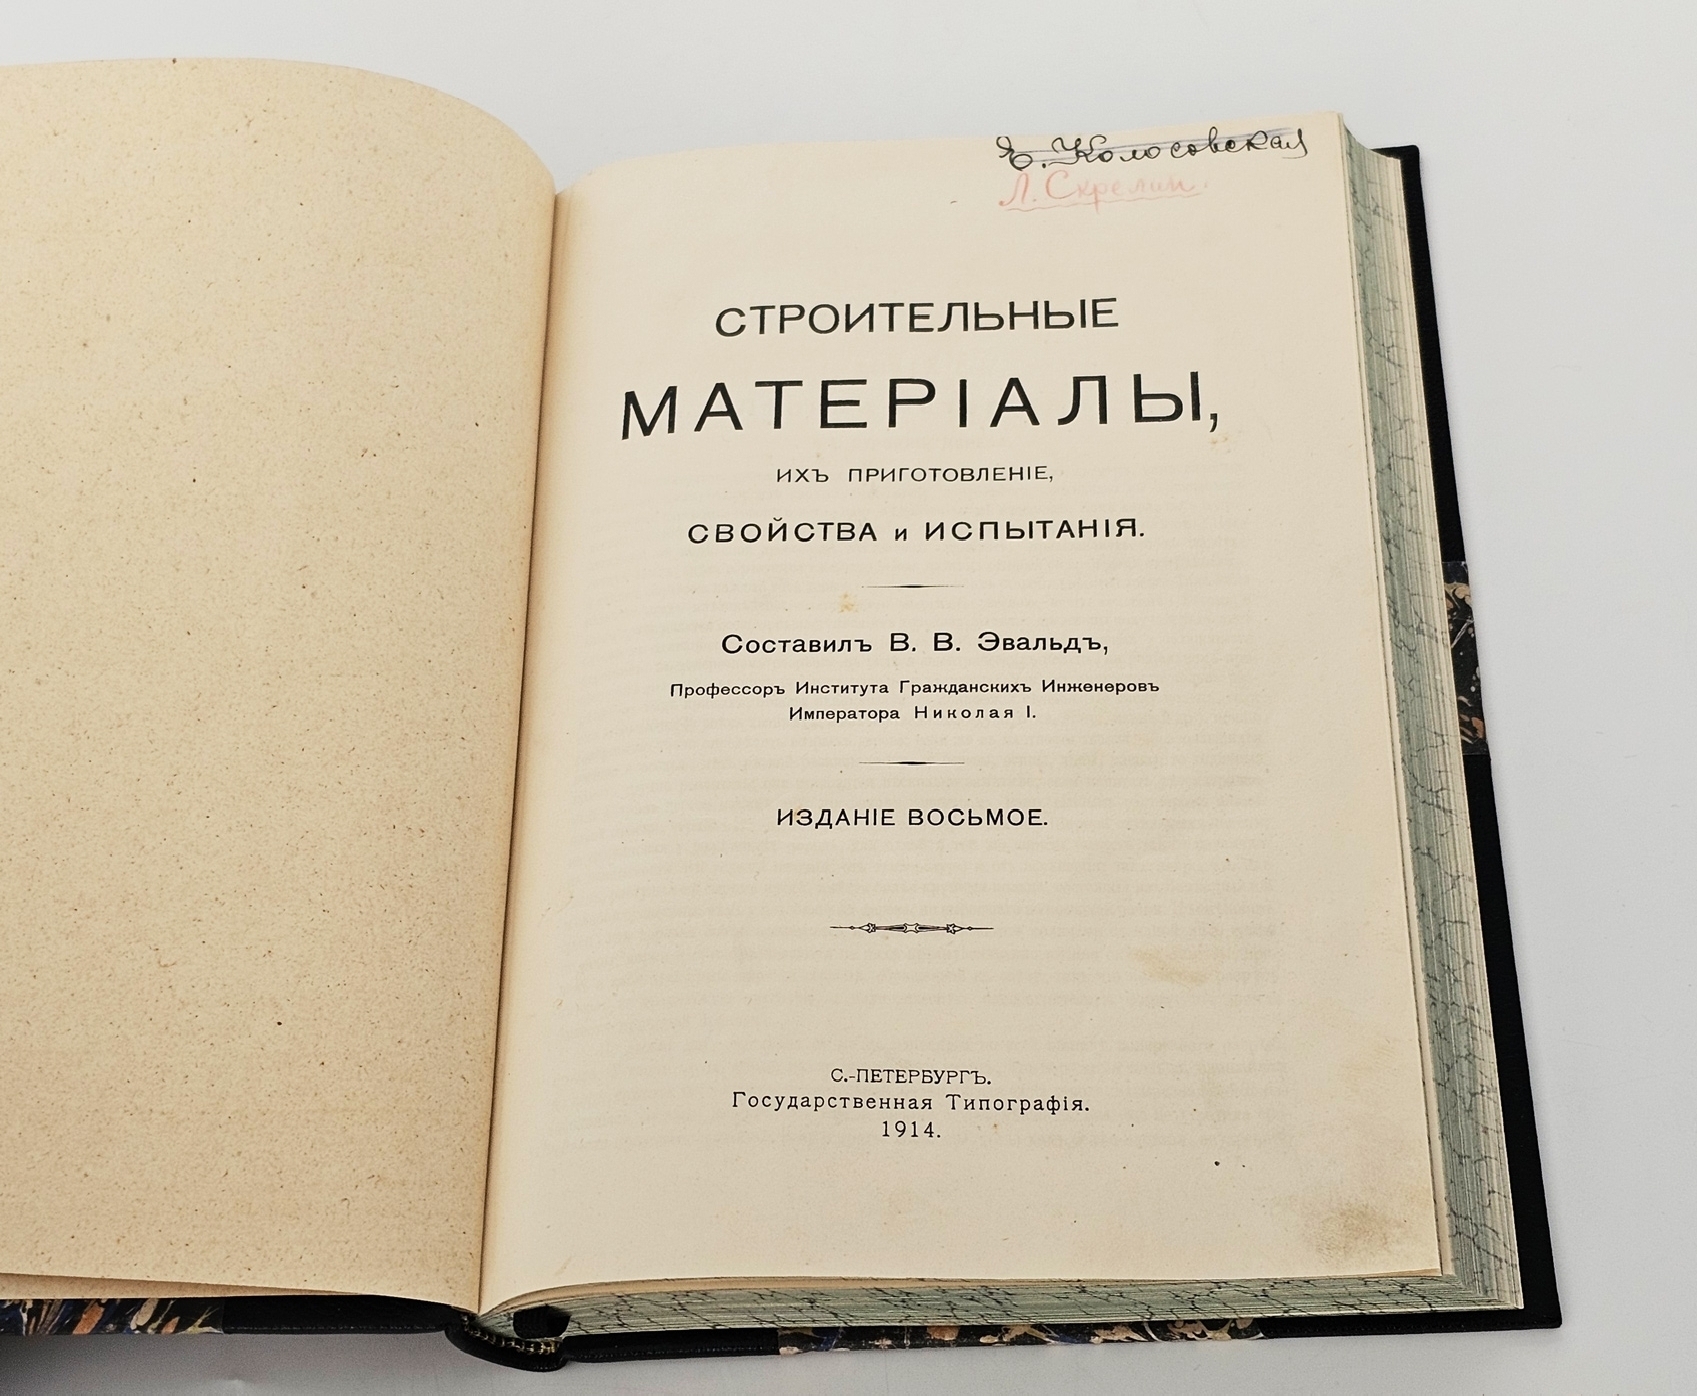 Е. Колосовская
Л. Скрелин.
СТРОИТЕЛЬНЫЕ
МАТЕРІАЛЫ,
ИХЪ ПРИГОТОВЛЕНІЕ,
СВОЙСТВА и ИСПЫТАНІЯ.
Составилъ В. В. Эвальдъ,
Профессоръ Института Гражданскихъ Инженеровъ
Императора Николая I.
ИЗДАНІЕ ВОСЬМОЕ.
С.-ПЕТЕРБУРГЪ.
Государственная Типографія.
1914.